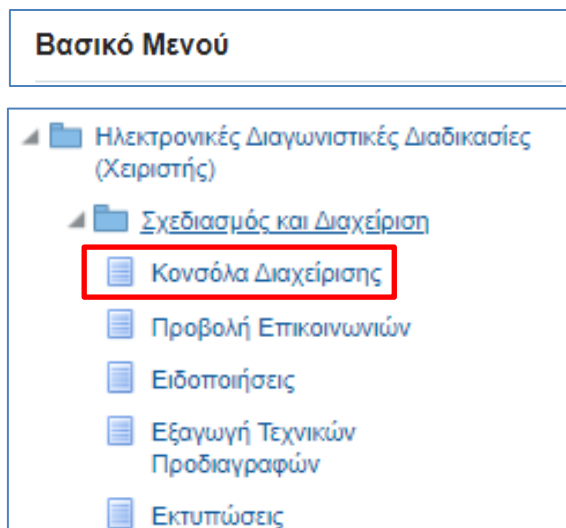 Βασικό Μενού
Ηλεκτρονικές Διαγωνιστικές Διαδικασίες
(Χειριστής)
Σχεδιασμός και Διαχείριση
Κονσόλα Διαχείρισης
Προβολή Επικοινωνιών
Ειδοποιήσεις
Εξαγωγή Τεχνικών
Προδιαγραφών
Εκτυπώσεις